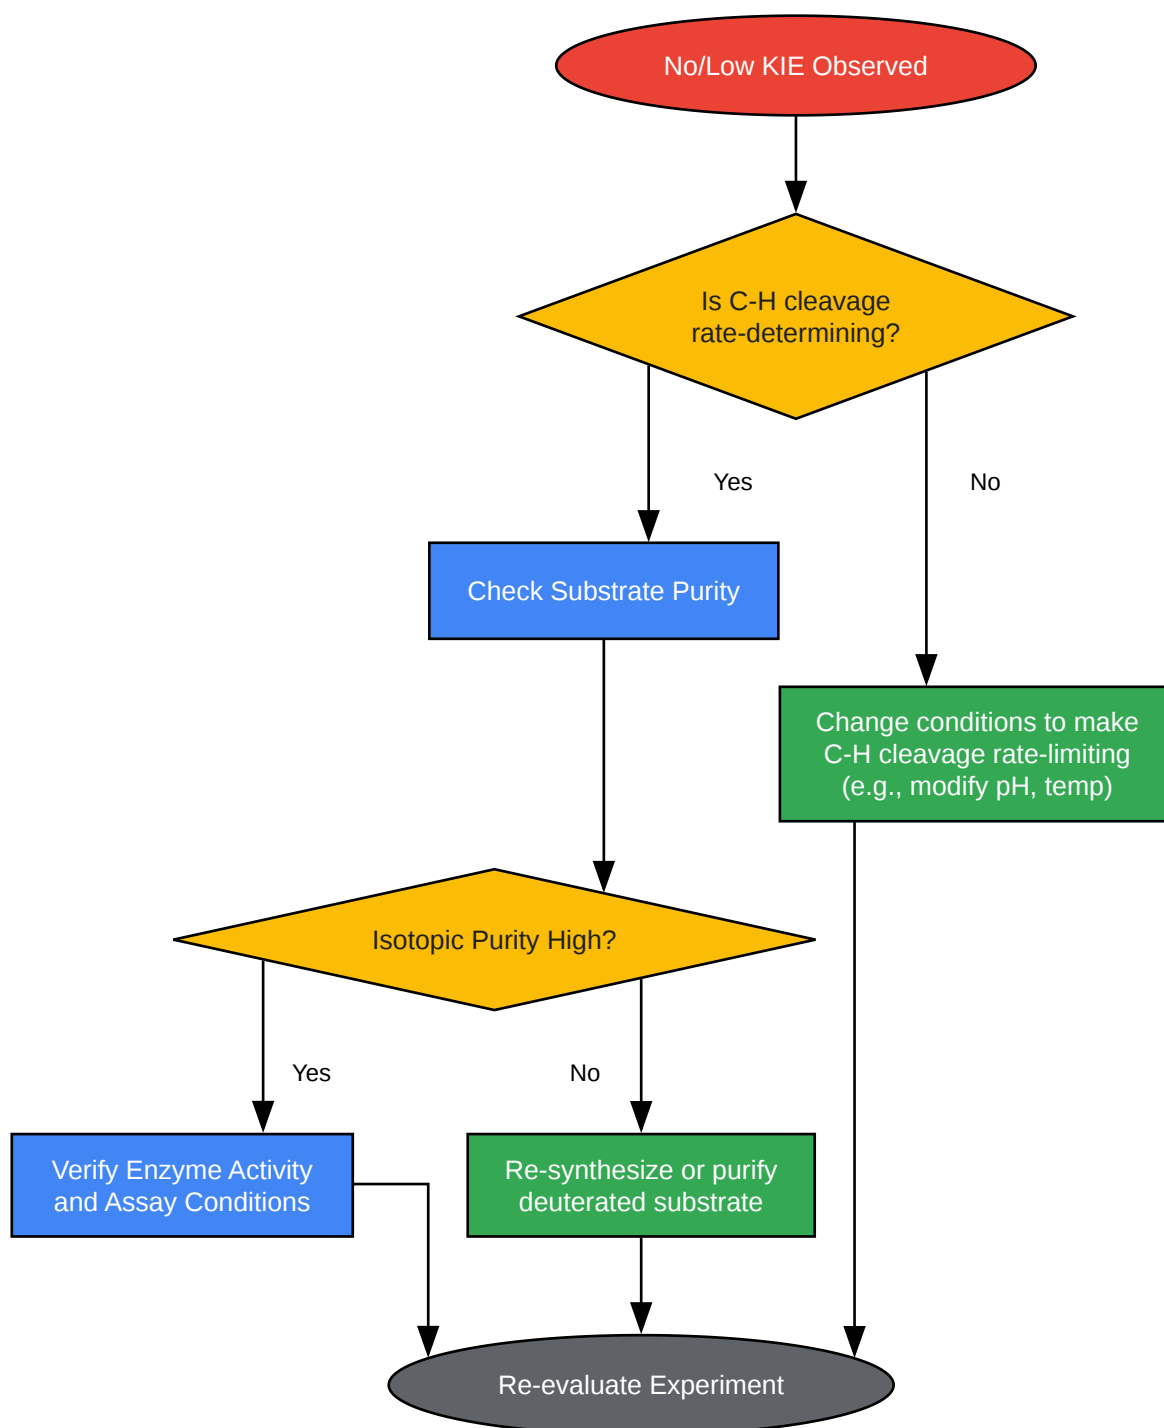 No/Low KIE Observed
Is C-H cleavage
rate-determining?
Yes
No
Check Substrate Purity
Change conditions to make
C-H cleavage rate-limiting
(e.g., modify pH, temp)
Isotopic Purity High?
Yes
No
Verify Enzyme Activity
and Assay Conditions
Re-synthesize or purify
deuterated substrate
Re-evaluate Experiment